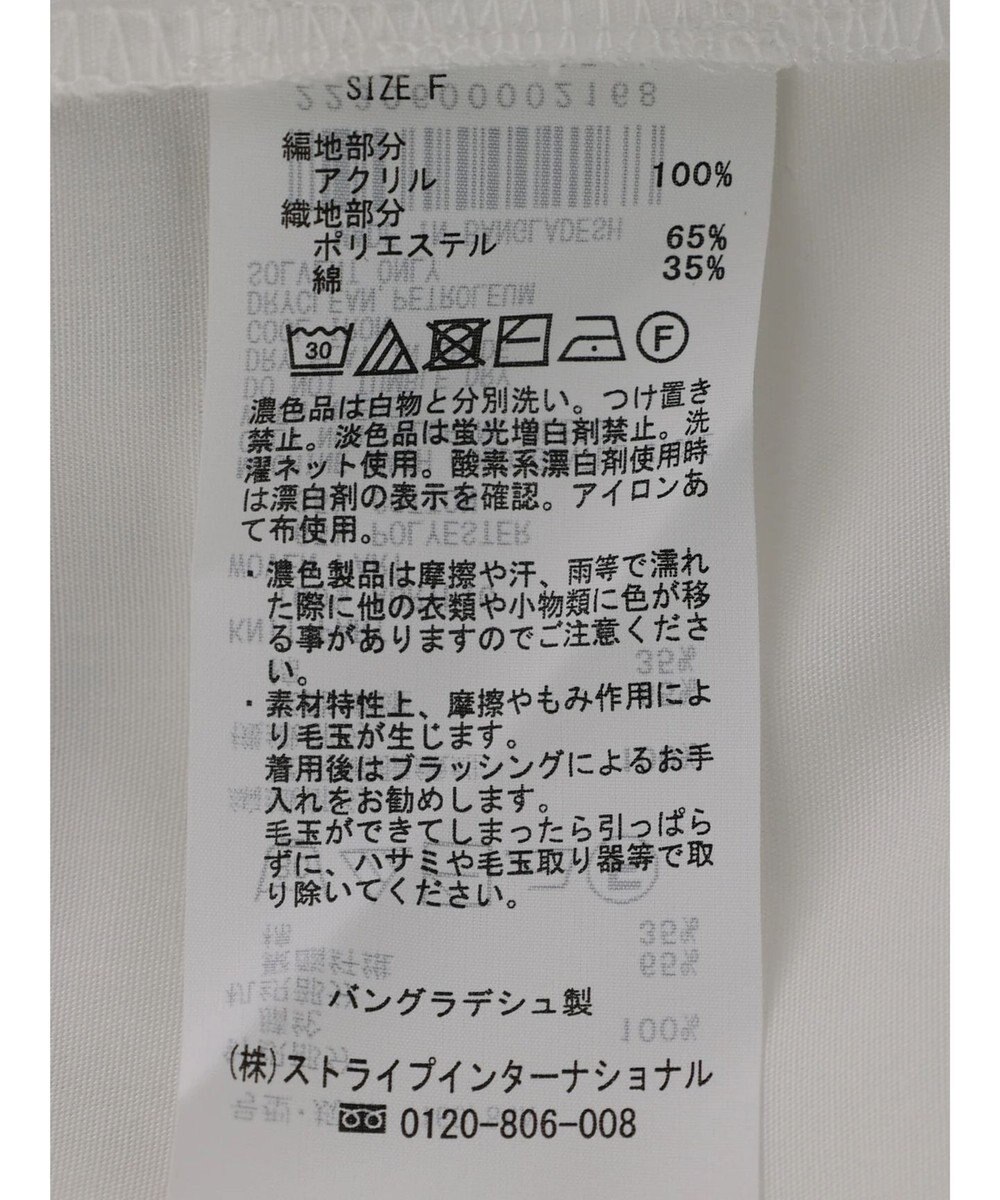 SIZE F
編地部分
アクリル 100%
織地部分
ポリエステル 65%
綿 35%
30 F
濃色品は白物と分別洗い。つけ置き
禁止。淡色品は蛍光増白剤禁止。洗
濯ネット使用。酸素系漂白剤使用時
は漂白剤の表示を確認。アイロンあ
て布使用。
・濃色製品は摩擦や汗、雨等で濡れ
た際に他の衣類や小物類に色が移
る事がありますのでご注意くださ
い。
・素材特性上、摩擦やもみ作用によ
り毛玉が生じます。
着用後はブラッシングによるお手
入れをお勧めします。
毛玉ができてしまったら引っぱら
ずに、ハサミや毛玉取り器等で取
り除いてください。
バングラデシュ製
(株)ストライプインターナショナル
0120-806-008